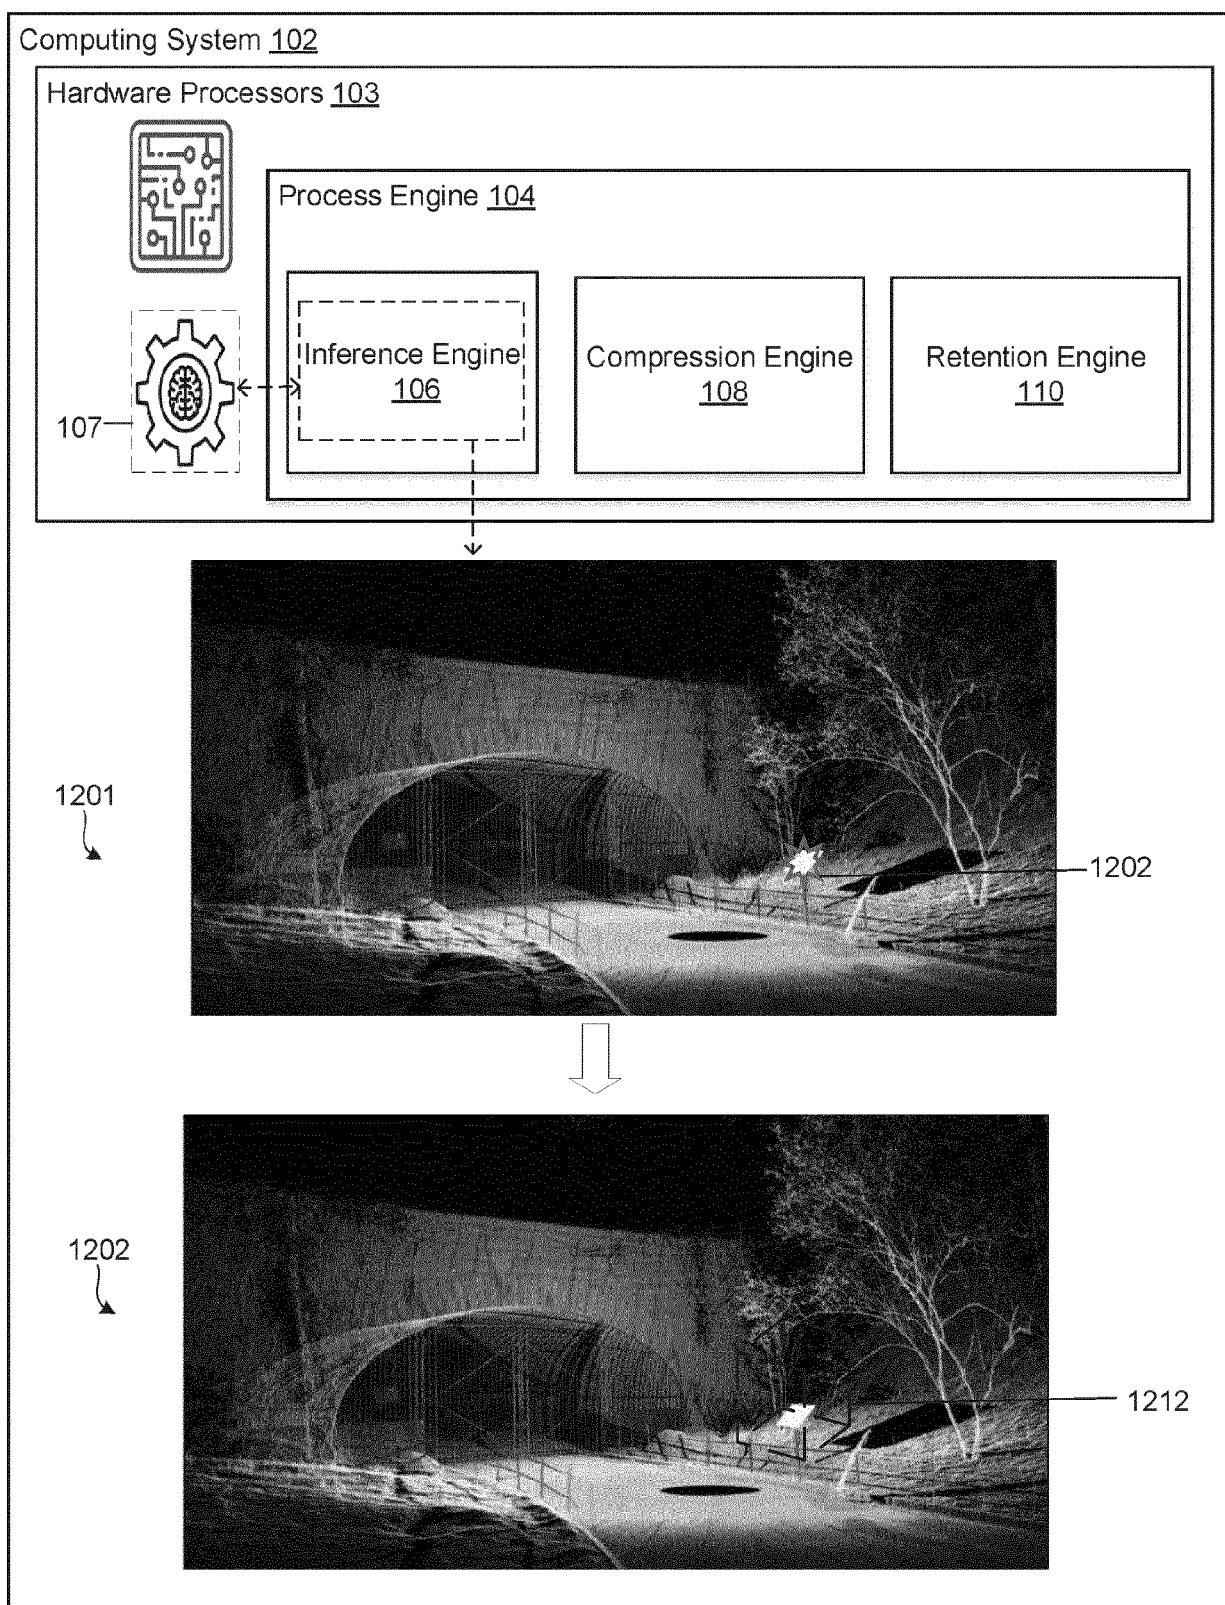 Computing System 102
Hardware Processors 103
Process Engine 104
Inference Engine
106
Compression Engine
108
Retention Engine
110
107
1201
1202
1202
1212